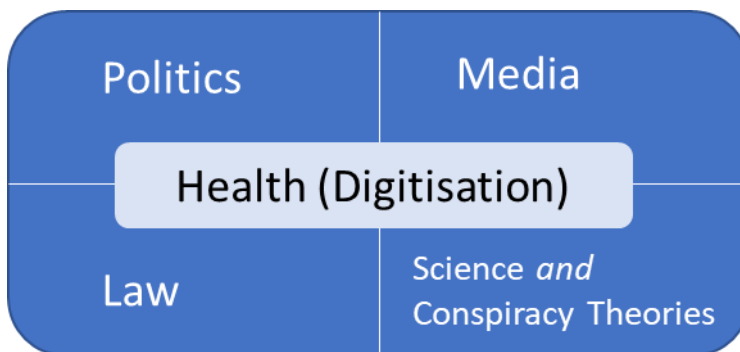 Politics
Media
Health (Digitisation)
Law
Science and
Conspiracy Theories